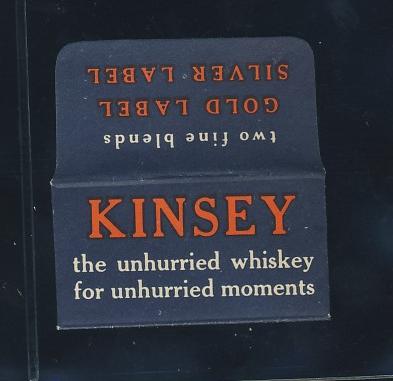 two fine blends
GOLD LABEL
SILVER LABEL
KINSEY
the unhurried whiskey
for unhurried moments